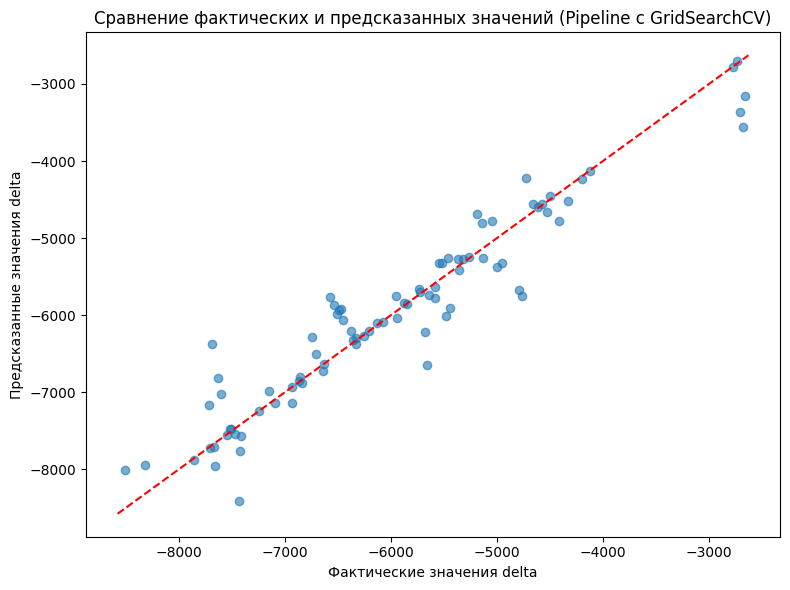 Сравнение фактических и предсказанных значений (Pipeline с GridSearchCV)
Предсказанные значения delta
−3000
−4000
−5000
−6000
−7000
−8000
−8000 −7000 −6000 −5000 −4000 −3000
Фактические значения delta